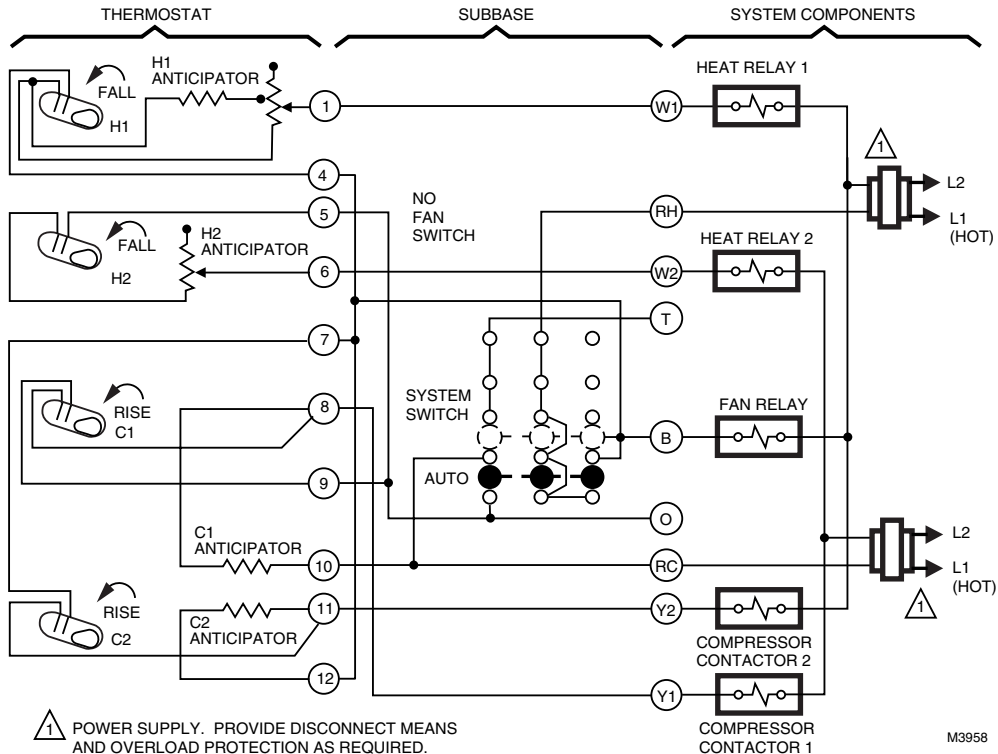 THERMOSTAT
SUBBASE
SYSTEM COMPONENTS
H1
ANTICIPATOR
FALL
H1
1
W1
HEAT RELAY 1
1
L2
L1
(HOT)
4
5
NO
FAN
SWITCH
RH
FALL
H2
H2
ANTICIPATOR
6
W2
HEAT RELAY 2
T
7
RISE
C1
8
SYSTEM
SWITCH
B
FAN RELAY
9
AUTO
O
C1
ANTICIPATOR
10
RC
L2
L1
(HOT)
1
RISE
C2
C2
ANTICIPATOR
11
Y2
COMPRESSOR
CONTACTOR 2
12
Y1
COMPRESSOR
CONTACTOR 1
1 POWER SUPPLY. PROVIDE DISCONNECT MEANS
AND OVERLOAD PROTECTION AS REQUIRED.
M3958